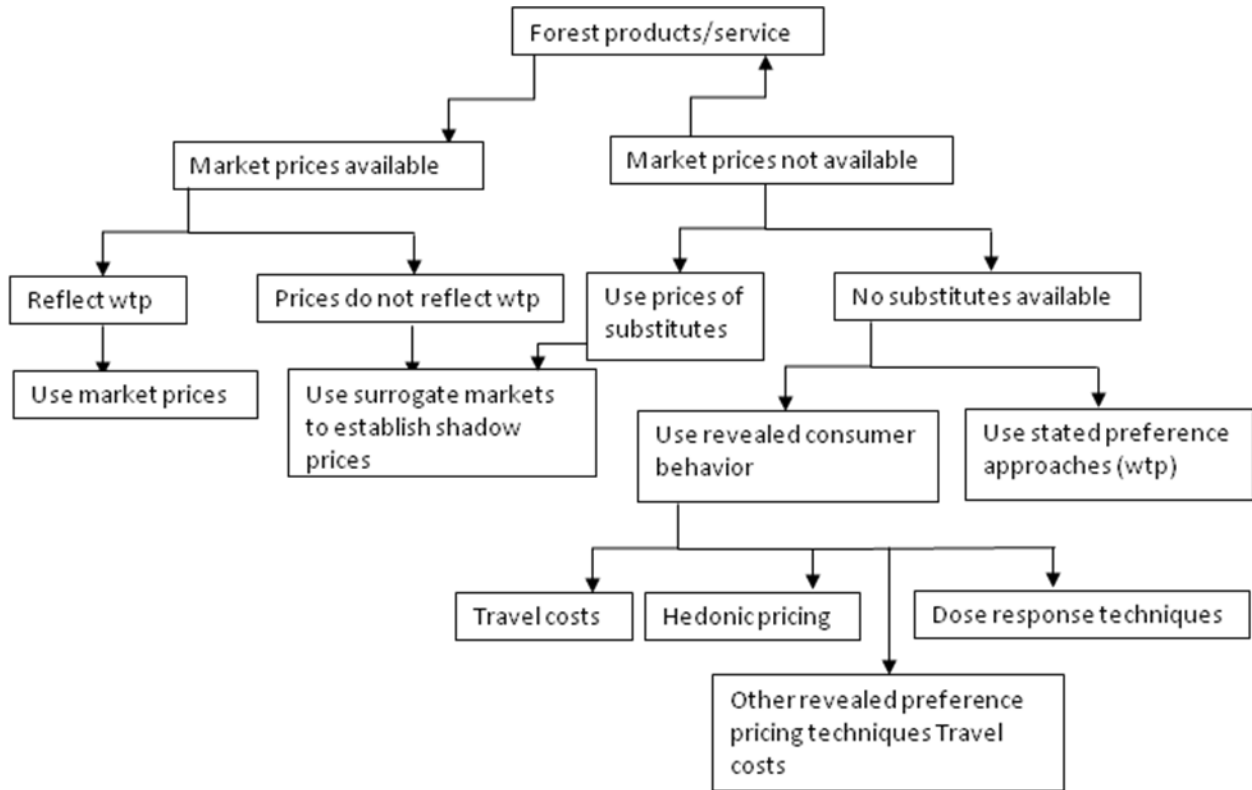 Forest products/service
Market prices available
Market prices not available
Reflect wtp
Prices do not reflect wtp
Use prices of
substitutes
No substitutes available
Use market prices
Use surrogate markets
to establish shadow
prices
Use revealed consumer
behavior
Use stated preference
approaches (wtp)
Travel costs
Hedonic pricing
Dose response techniques
Other revealed preference
pricing techniques Travel
costs